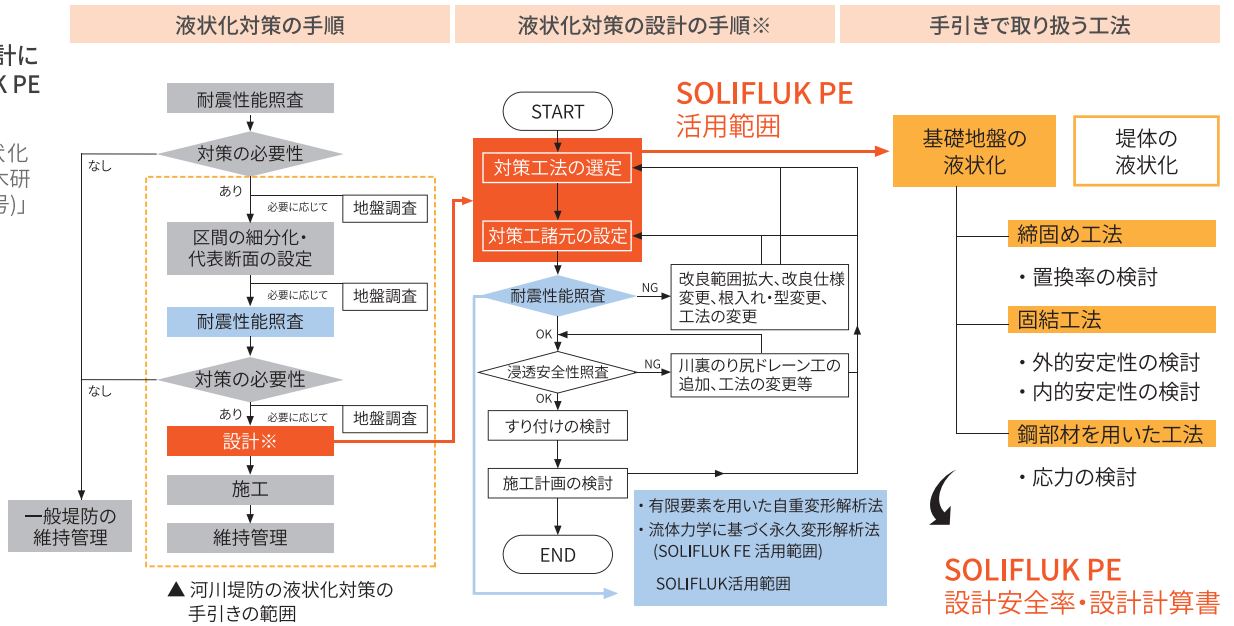 液状化対策の手順
液状化対策の設計の手順※
手引きで取り扱う工法
計に
K PE
状化
木研
号)」
耐震性能照査
対策の必要性
なし
あり
必要に応じて
地盤調査
区間の細分化・
代表断面の設定
必要に応じて
地盤調査
耐震性能照査
対策の必要性
なし
あり
必要に応じて
地盤調査
設計※
施工
維持管理
一般堤防の
維持管理
▲ 河川堤防の液状化対策の
手引きの範囲
START
SOLIFLUK PE
活用範囲
対策工法の選定
対策工諸元の設定
耐震性能照査
NG
改良範囲拡大、改良仕様
変更、根入れ・型変更、
工法の変更
OK
浸透安全性照査
NG
川裏のり尻ドレーン工の
追加、工法の変更等
OK
すり付けの検討
施工計画の検討
END
・有限要素を用いた自重変形解析法
・流体力学に基づく永久変形解析法
(SOLIFLUK FE 活用範囲)
SOLIFLUK活用範囲
基礎地盤の
液状化
堤体の
液状化
締固め工法
・置換率の検討
固結工法
・外的安定性の検討
・内的安定性の検討
鋼部材を用いた工法
・応力の検討
SOLIFLUK PE
設計安全率・設計計算書